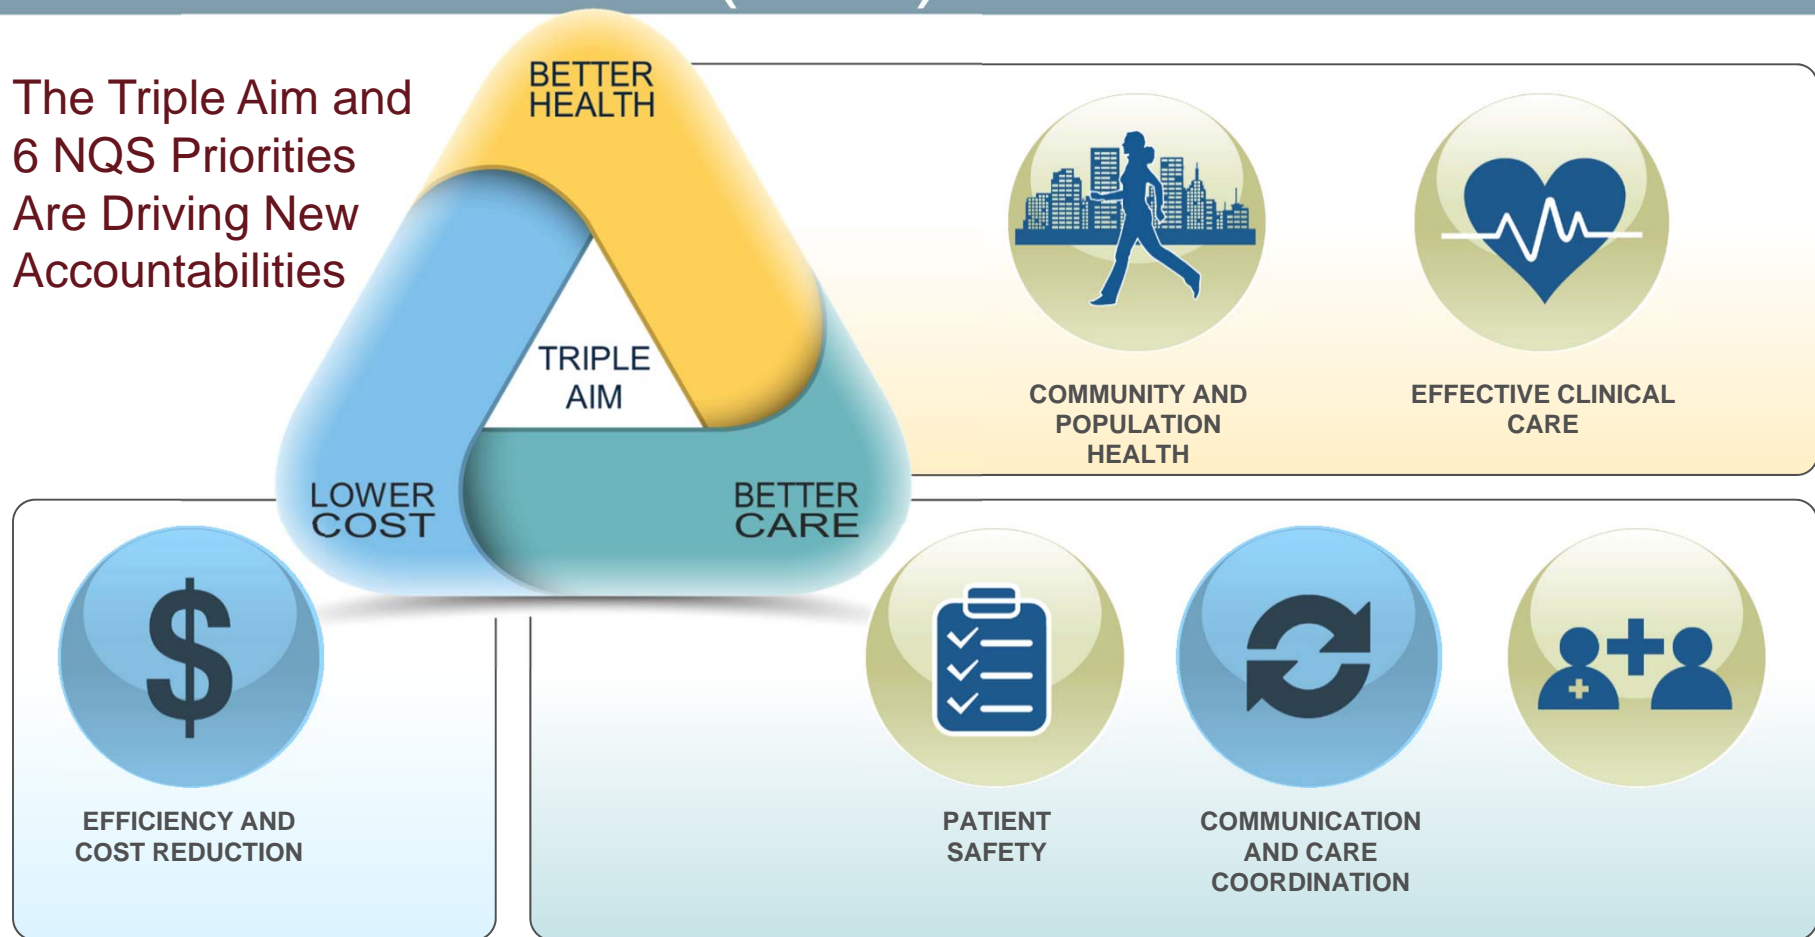 The Triple Aim and
6 NQS Priorities
Are Driving New
Accountabilities
BETTER
HEALTH
TRIPLE
AIM
LOWER
COST
BETTER
CARE
COMMUNITY AND
POPULATION
HEALTH
EFFECTIVE CLINICAL
CARE
$
EFFICIENCY AND
COST REDUCTION
PATIENT
SAFETY
COMMUNICATION
AND CARE
COORDINATION